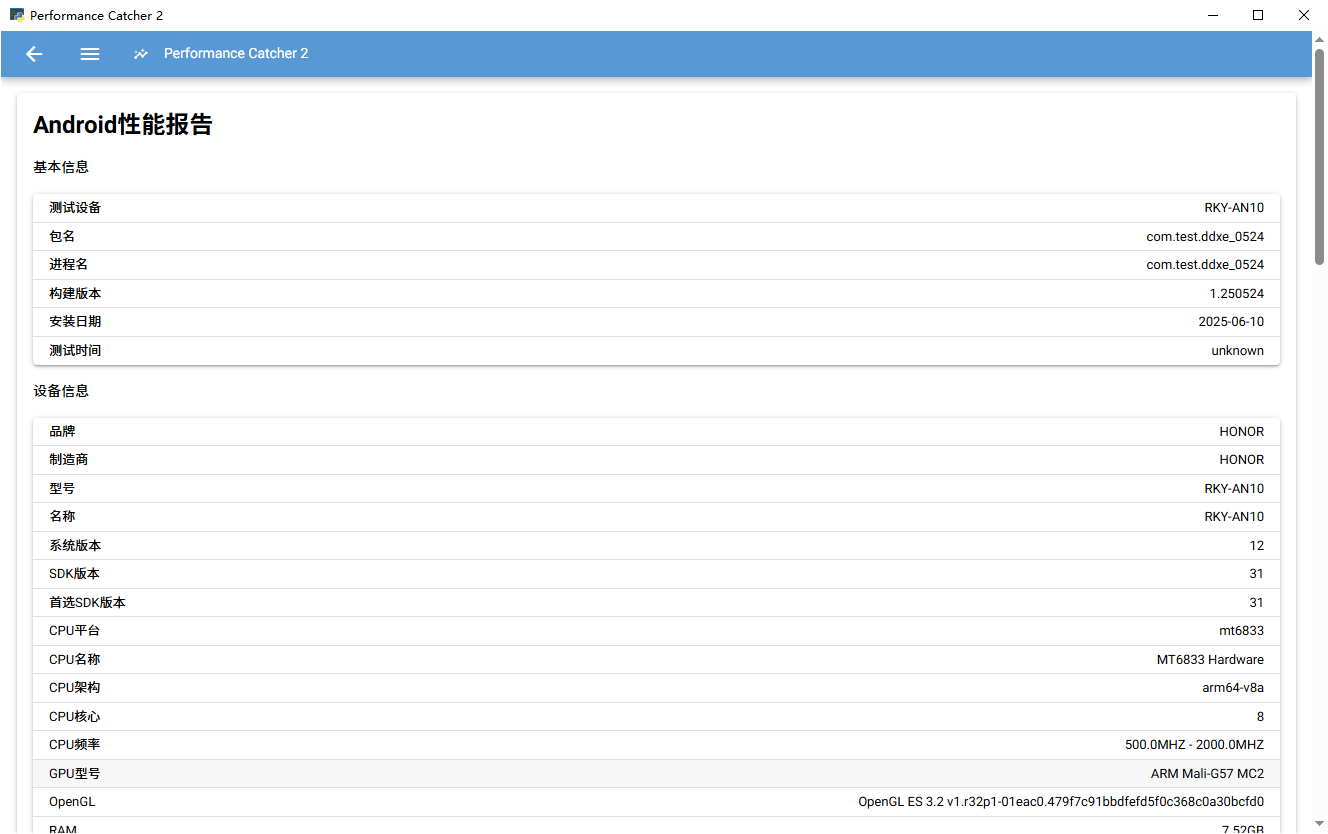 Performance Catcher 2
Performance Catcher 2
Android性能报告
基本信息
测试设备 RKY-AN10
包名 com.test.ddxe_0524
进程名 com.test.ddxe_0524
构建版本 1.250524
安装日期 2025-06-10
测试时间 unknown
设备信息
品牌 HONOR
制造商 HONOR
型号 RKY-AN10
名称 RKY-AN10
系统版本 12
SDK版本 31
首选SDK版本 31
CPU平台 mt6833
CPU名称 MT6833 Hardware
CPU架构 arm64-v8a
CPU核心 8
CPU频率 500.0MHZ - 2000.0MHZ
GPU型号 ARM Mali-G57 MC2
OpenGL OpenGL ES 3.2 v1.r32p1-01eac0.479f7c91bbdfefd5f0c368c0a30bcfd0
RAM 7.52GB